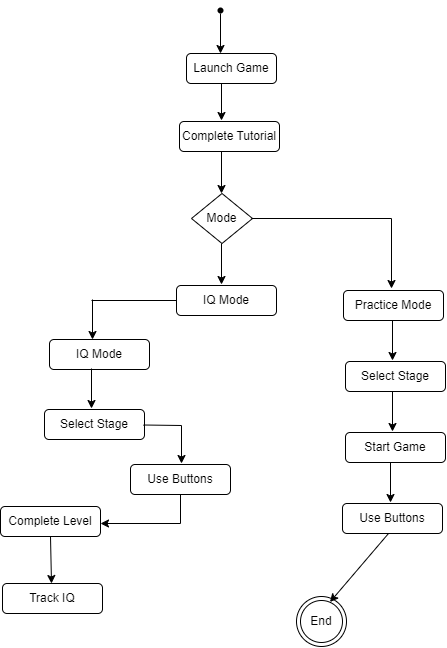 Launch Game
Complete Tutorial
Mode
IQ Mode
Practice Mode
IQ Mode
Select Stage
Select Stage
Start Game
Use Buttons
Complete Level
Use Buttons
Track IQ
End